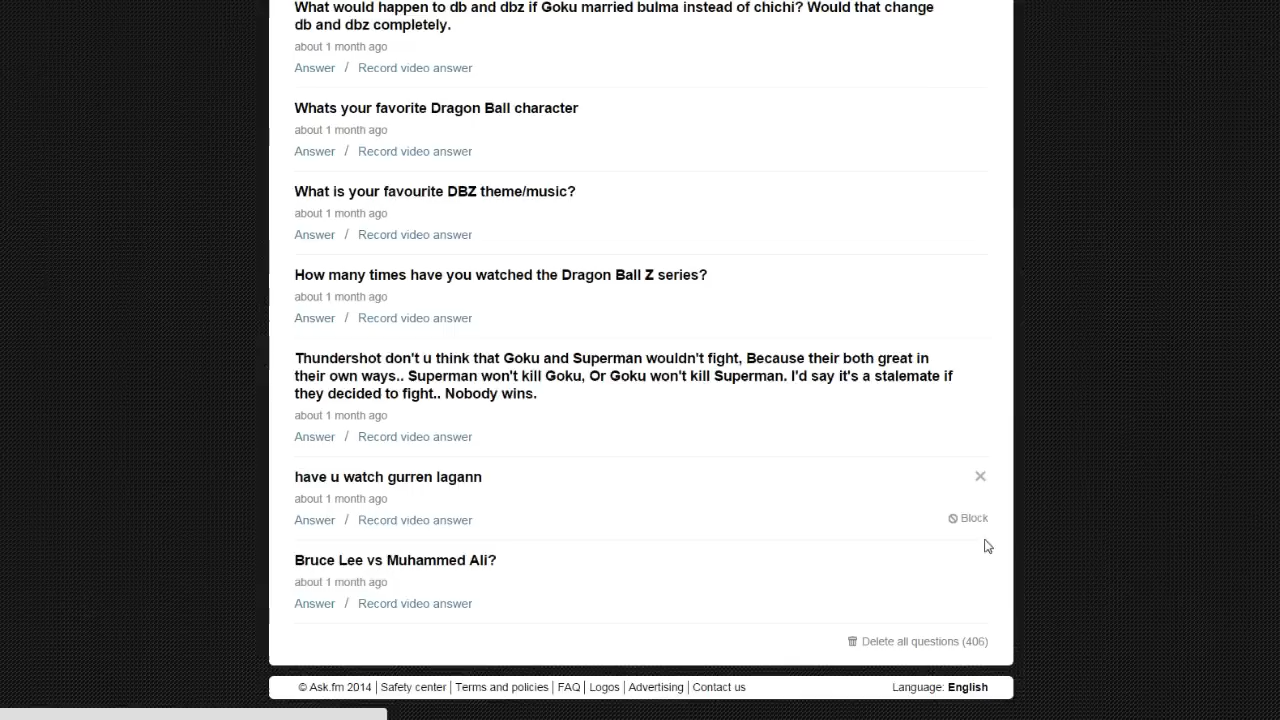 What would happen to db and dbz if Goku married bulma instead of chichi? Would that change
db and dbz completely.
about 1 month ago
Answer / Record video answer
Whats your favorite Dragon Ball character
about 1 month ago
Answer / Record video answer
What is your favourite DBZ theme/music?
about 1 month ago
Answer / Record video answer
How many times have you watched the Dragon Ball Z series?
about 1 month ago
Answer / Record video answer
Thundershot don't u think that Goku and Superman wouldn't fight, Because their both great in
their own ways.. Superman won't kill Goku, Or Goku won't kill Superman. I'd say it's a stalemate if
they decided to fight.. Nobody wins.
about 1 month ago
Answer / Record video answer
have u watch gurren lagann
about 1 month ago
Answer / Record video answer
Block
Bruce Lee vs Muhammed Ali?
about 1 month ago
Answer / Record video answer
Delete all questions (406)
© Ask.fm 2014 | Safety center | Terms and policies | FAQ | Logos | Advertising | Contact us
Language: English